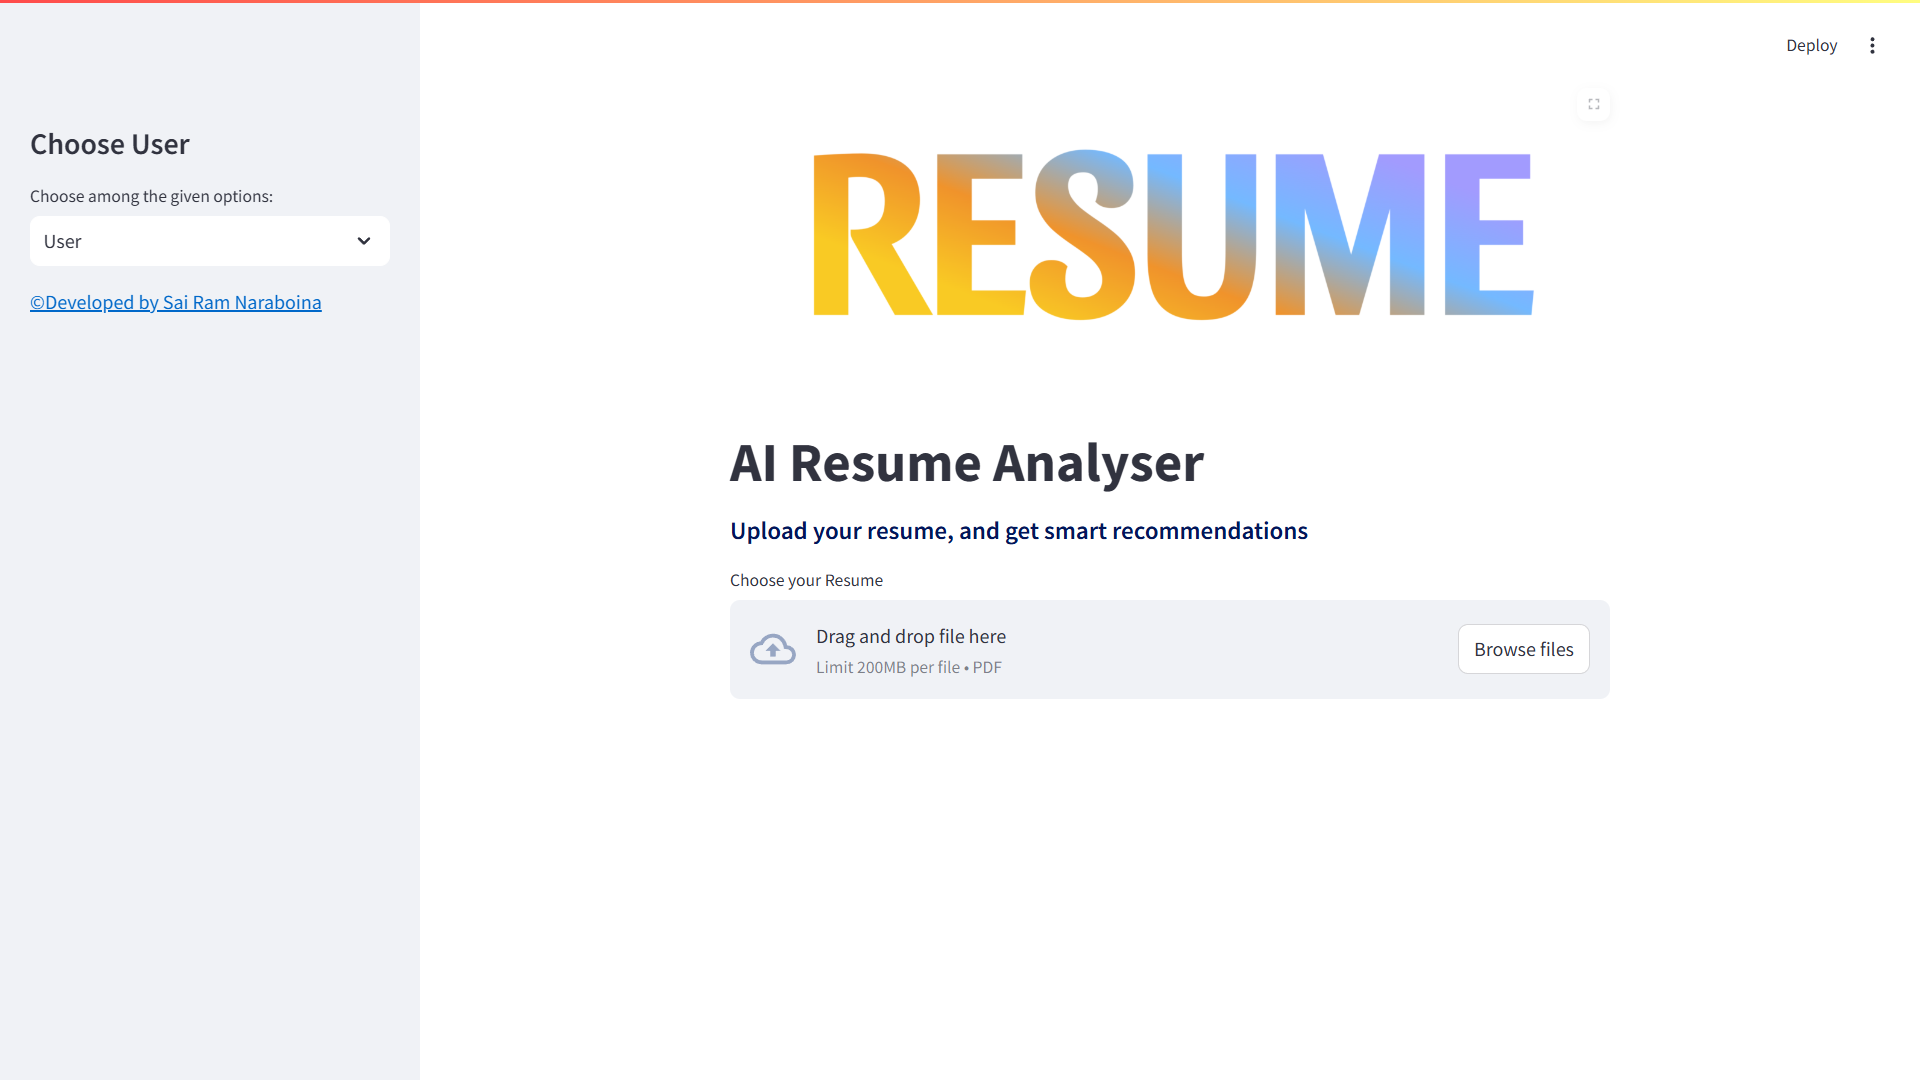 Deploy
Choose User
Choose among the given options:
User
©Developed by Sai Ram Naraboina
RESUME
AI Resume Analyser
Upload your resume, and get smart recommendations
Choose your Resume
Drag and drop file here
Limit 200MB per file • PDF
Browse files